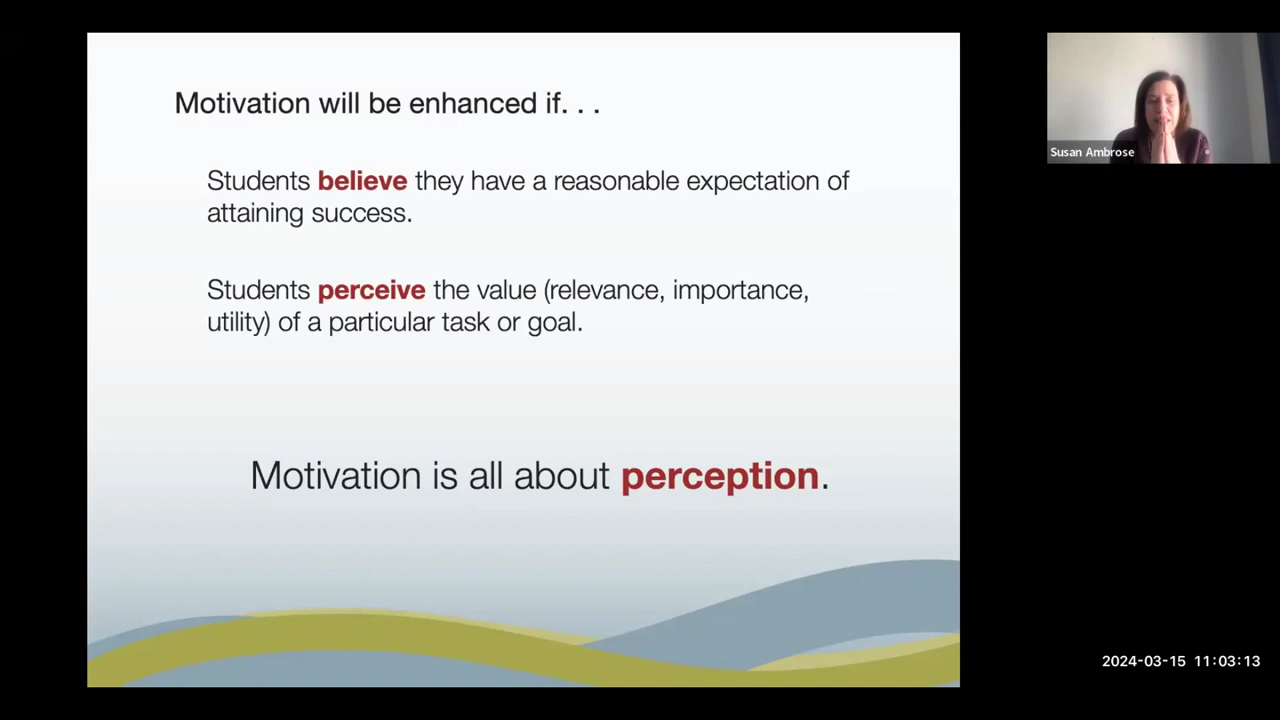 Motivation will be enhanced if. . .
Students believe they have a reasonable expectation of
attaining success.
Students perceive the value (relevance, importance,
utility) of a particular task or goal.
Motivation is all about perception.
Susan Ambrose
2024-03-15 11:03:13